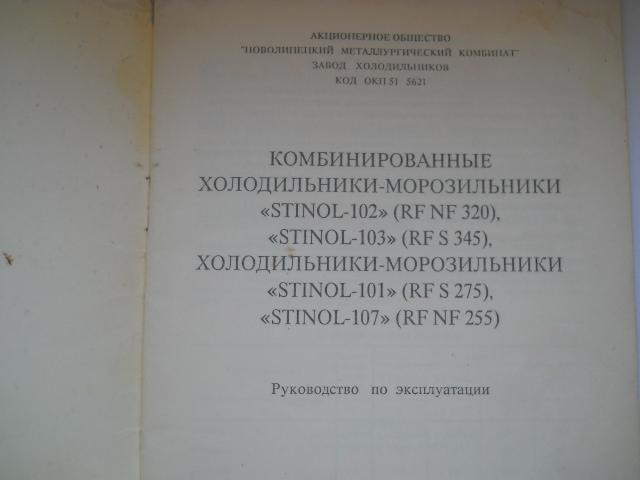 АКЦИОНЕРНОЕ ОБЩЕСТВО
"НОВОЛИПЕЦКИЙ МЕТАЛЛУРГИЧЕСКИЙ КОМБИНАТ"
ЗАВОД ХОЛОДИЛЬНИКОВ
КОД ОКП 51 5621
КОМБИНИРОВАННЫЕ
ХОЛОДИЛЬНИКИ-МОРОЗИЛЬНИКИ
«STINOL-102» (RF NF 320),
«STINOL-103» (RF S 345),
ХОЛОДИЛЬНИКИ-МОРОЗИЛЬНИКИ
«STINOL-101» (RF S 275),
«STINOL-107» (RF NF 255)
Руководство по эксплуатации